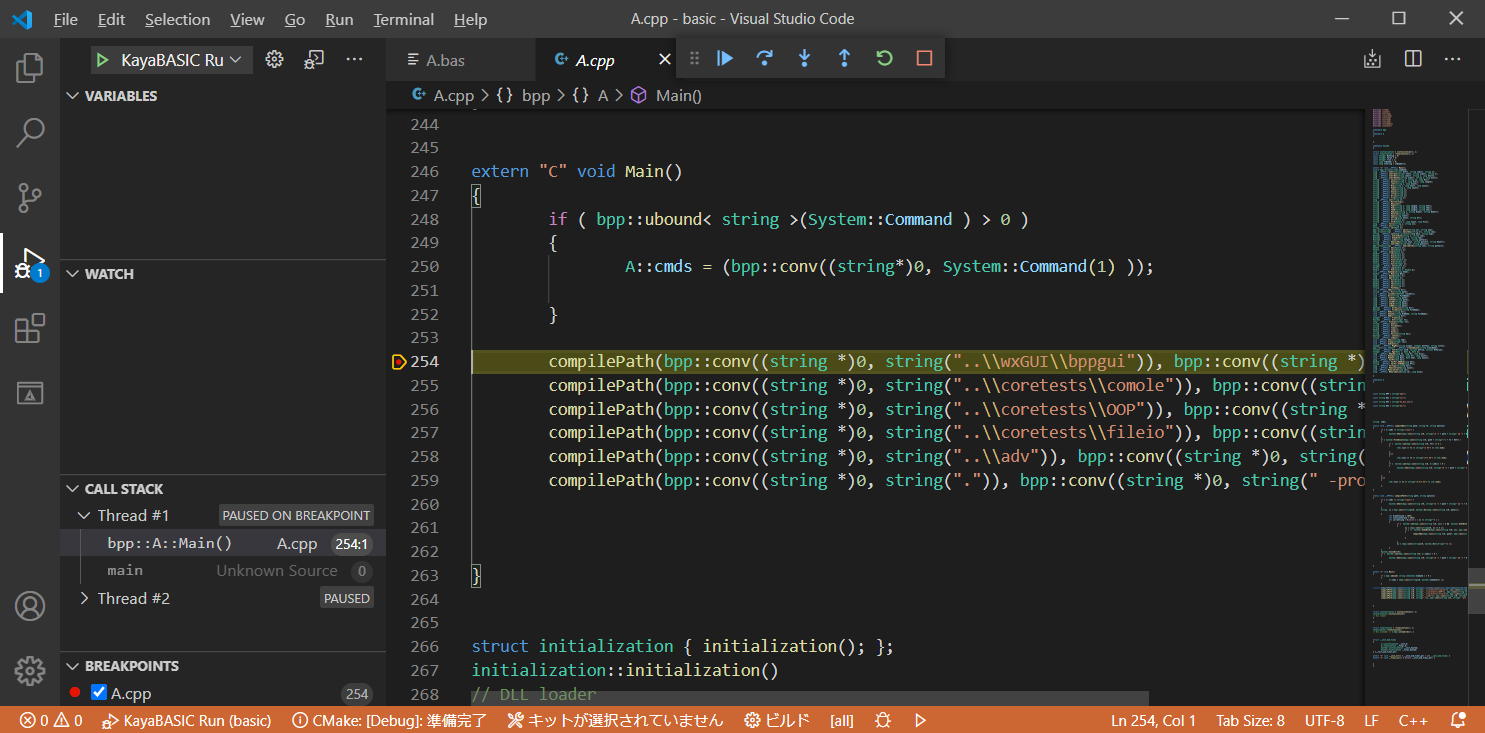 File Edit Selection View Go Run Terminal Help A.cpp - basic - Visual Studio Code
KayaBASIC Ru
A.bas
A.cpp
A.cpp > {} bpp > {} A > Main()
VARIABLES
WATCH
CALL STACK
Thread #1 PAUSED ON BREAKPOINT
bpp::A::Main() A.cpp 254:1
main Unknown Source 0
Thread #2 PAUSED
BREAKPOINTS
A.cpp 254
1
244
245
246 extern "C" void Main()
247 {
248 if ( bpp::ubound< string >(System::Command ) > 0 )
249 {
250 A::cmds = (bpp::conv((string*)0, System::Command(1) ));
251
252 }
253
254 compilePath(bpp::conv((string *)0, string("..\\wxGUI\\bppgui")), bpp::conv((string *)
255 compilePath(bpp::conv((string *)0, string("..\\coretests\\comole")), bpp::conv((strin
256 compilePath(bpp::conv((string *)0, string("..\\coretests\\OOP")), bpp::conv((string *
257 compilePath(bpp::conv((string *)0, string("..\\coretests\\fileio")), bpp::conv((strin
258 compilePath(bpp::conv((string *)0, string("..\\adv")), bpp::conv((string *)0, string(
259 compilePath(bpp::conv((string *)0, string(".")), bpp::conv((string *)0, string(" -pro
260
261
262
263 }
264
265
266 struct initialization { initialization(); };
267 initialization::initialization()
268 // DLL loader
0 0 KayaBASIC Run (basic) CMake: [Debug]: 準備完了 キットが選択されていません ビルド [all] Ln 254, Col 1 Tab Size: 8 UTF-8 LF C++